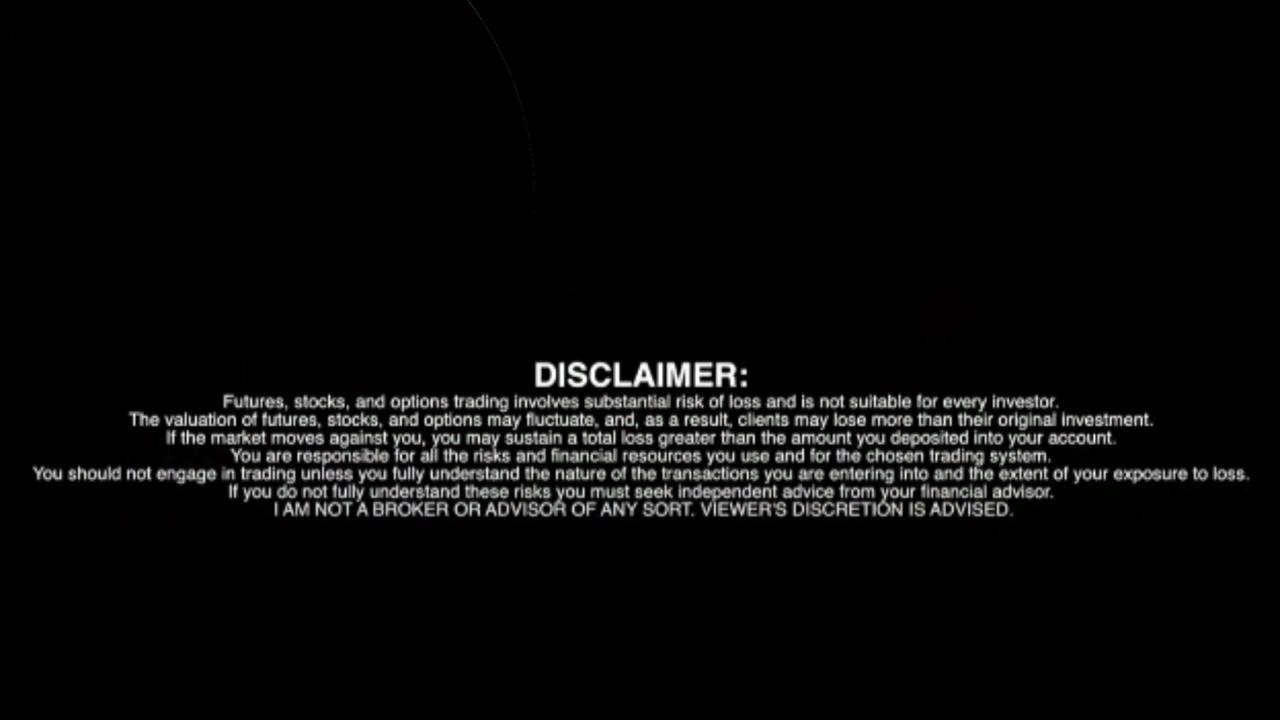 DISCLAIMER:
Futures, stocks, and options trading involves substantial risk of loss and is not suitable for every investor.
The valuation of futures, stocks, and options may fluctuate, and, as a result, clients may lose more than their original investment.
If the market moves against you, you may sustain a total loss greater than the amount you deposited into your account.
You are responsible for all the risks and financial resources you use and for the chosen trading system.
You should not engage in trading unless you fully understand the nature of the transactions you are entering into and the extent of your exposure to loss.
If you do not fully understand these risks you must seek independent advice from your financial advisor.
I AM NOT A BROKER OR ADVISOR OF ANY SORT. VIEWER'S DISCRETION IS ADVISED.